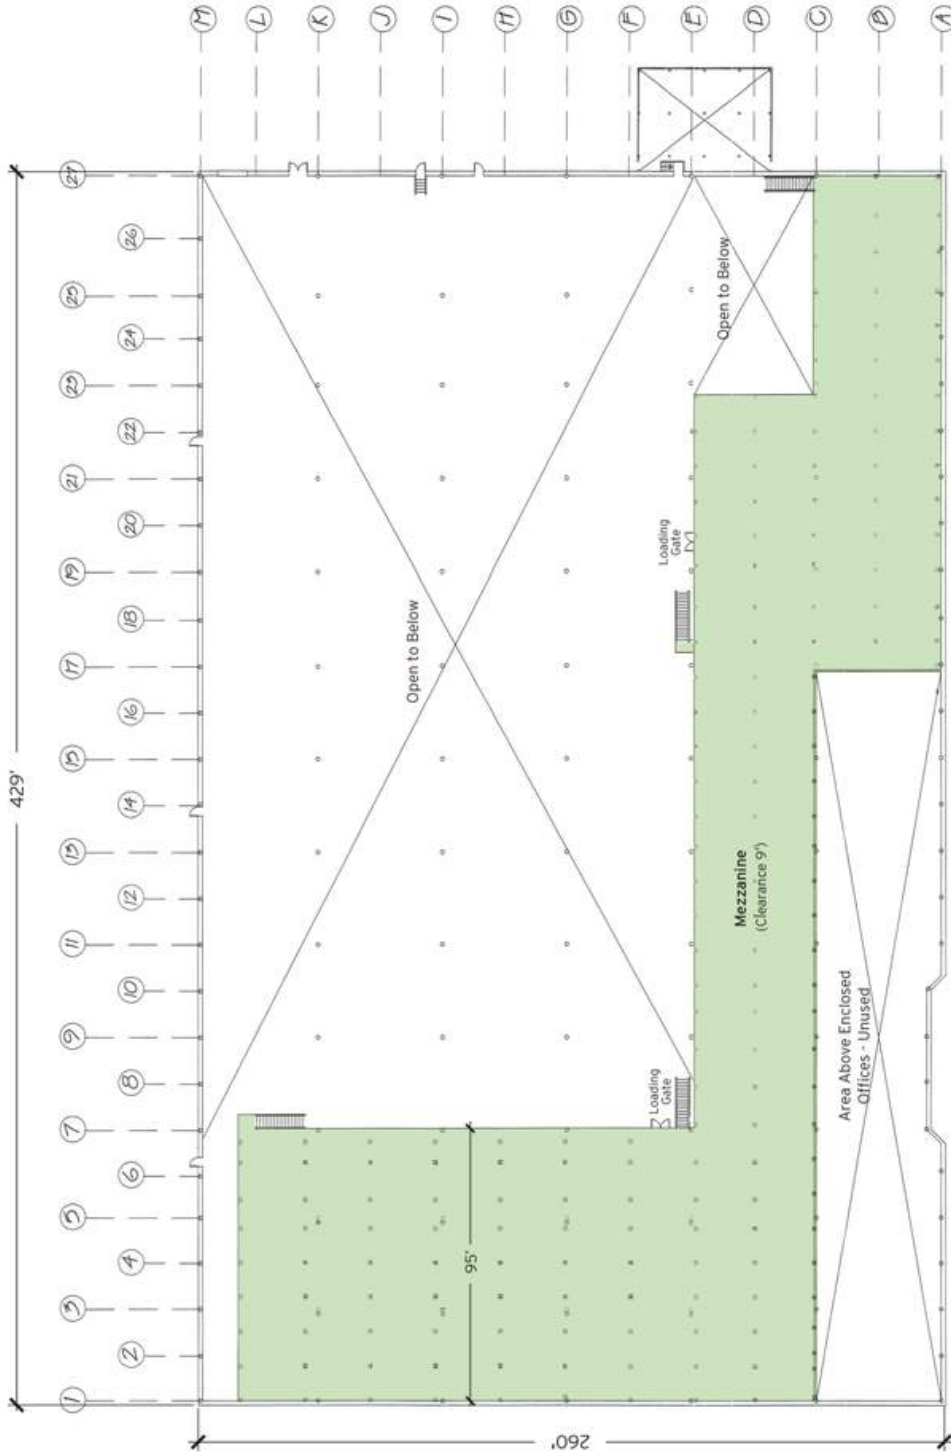 429'
1 3 5 7 9 11 13 15 17 19 21 23 25 27
2 4 6 8 10 12 14 16 18 20 22 24 26
M
L
K
J
I
H
G
F
E
D
C
B
A
260'
95'
Open to Below
Loading
Gate
Loading
Gate
Open to Below
Mezzanine
(Clearance 9')
Area Above Enclosed
Offices - Unused